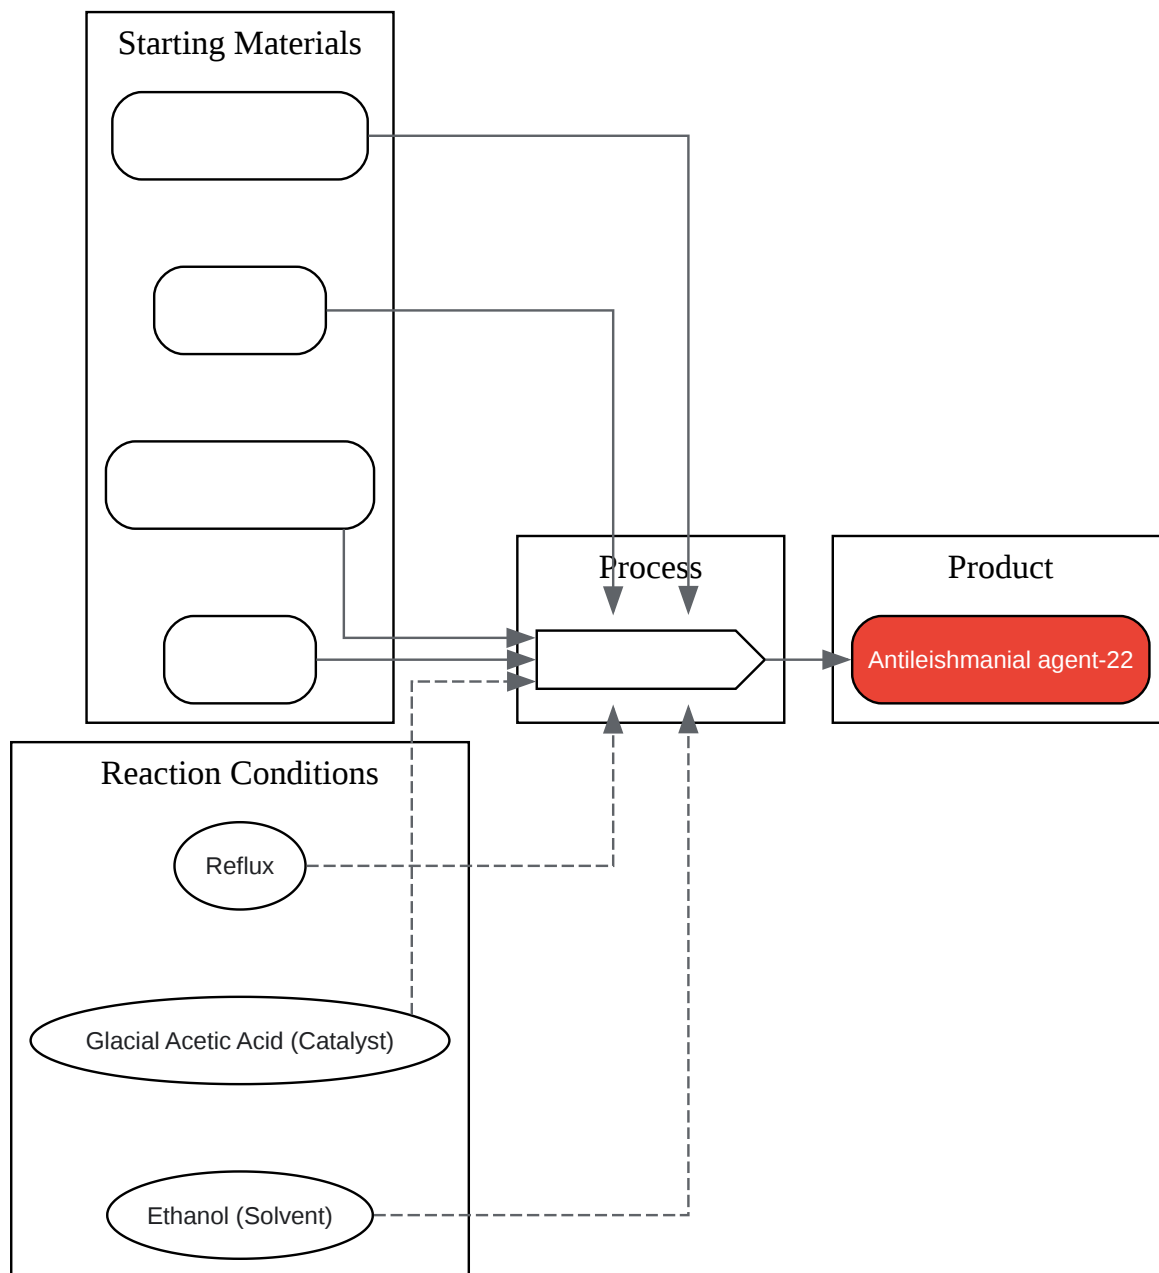 Starting Materials
Process
Product
Antileishmanial agent-22
Reaction Conditions
Reflux
Glacial Acetic Acid (Catalyst)
Ethanol (Solvent)